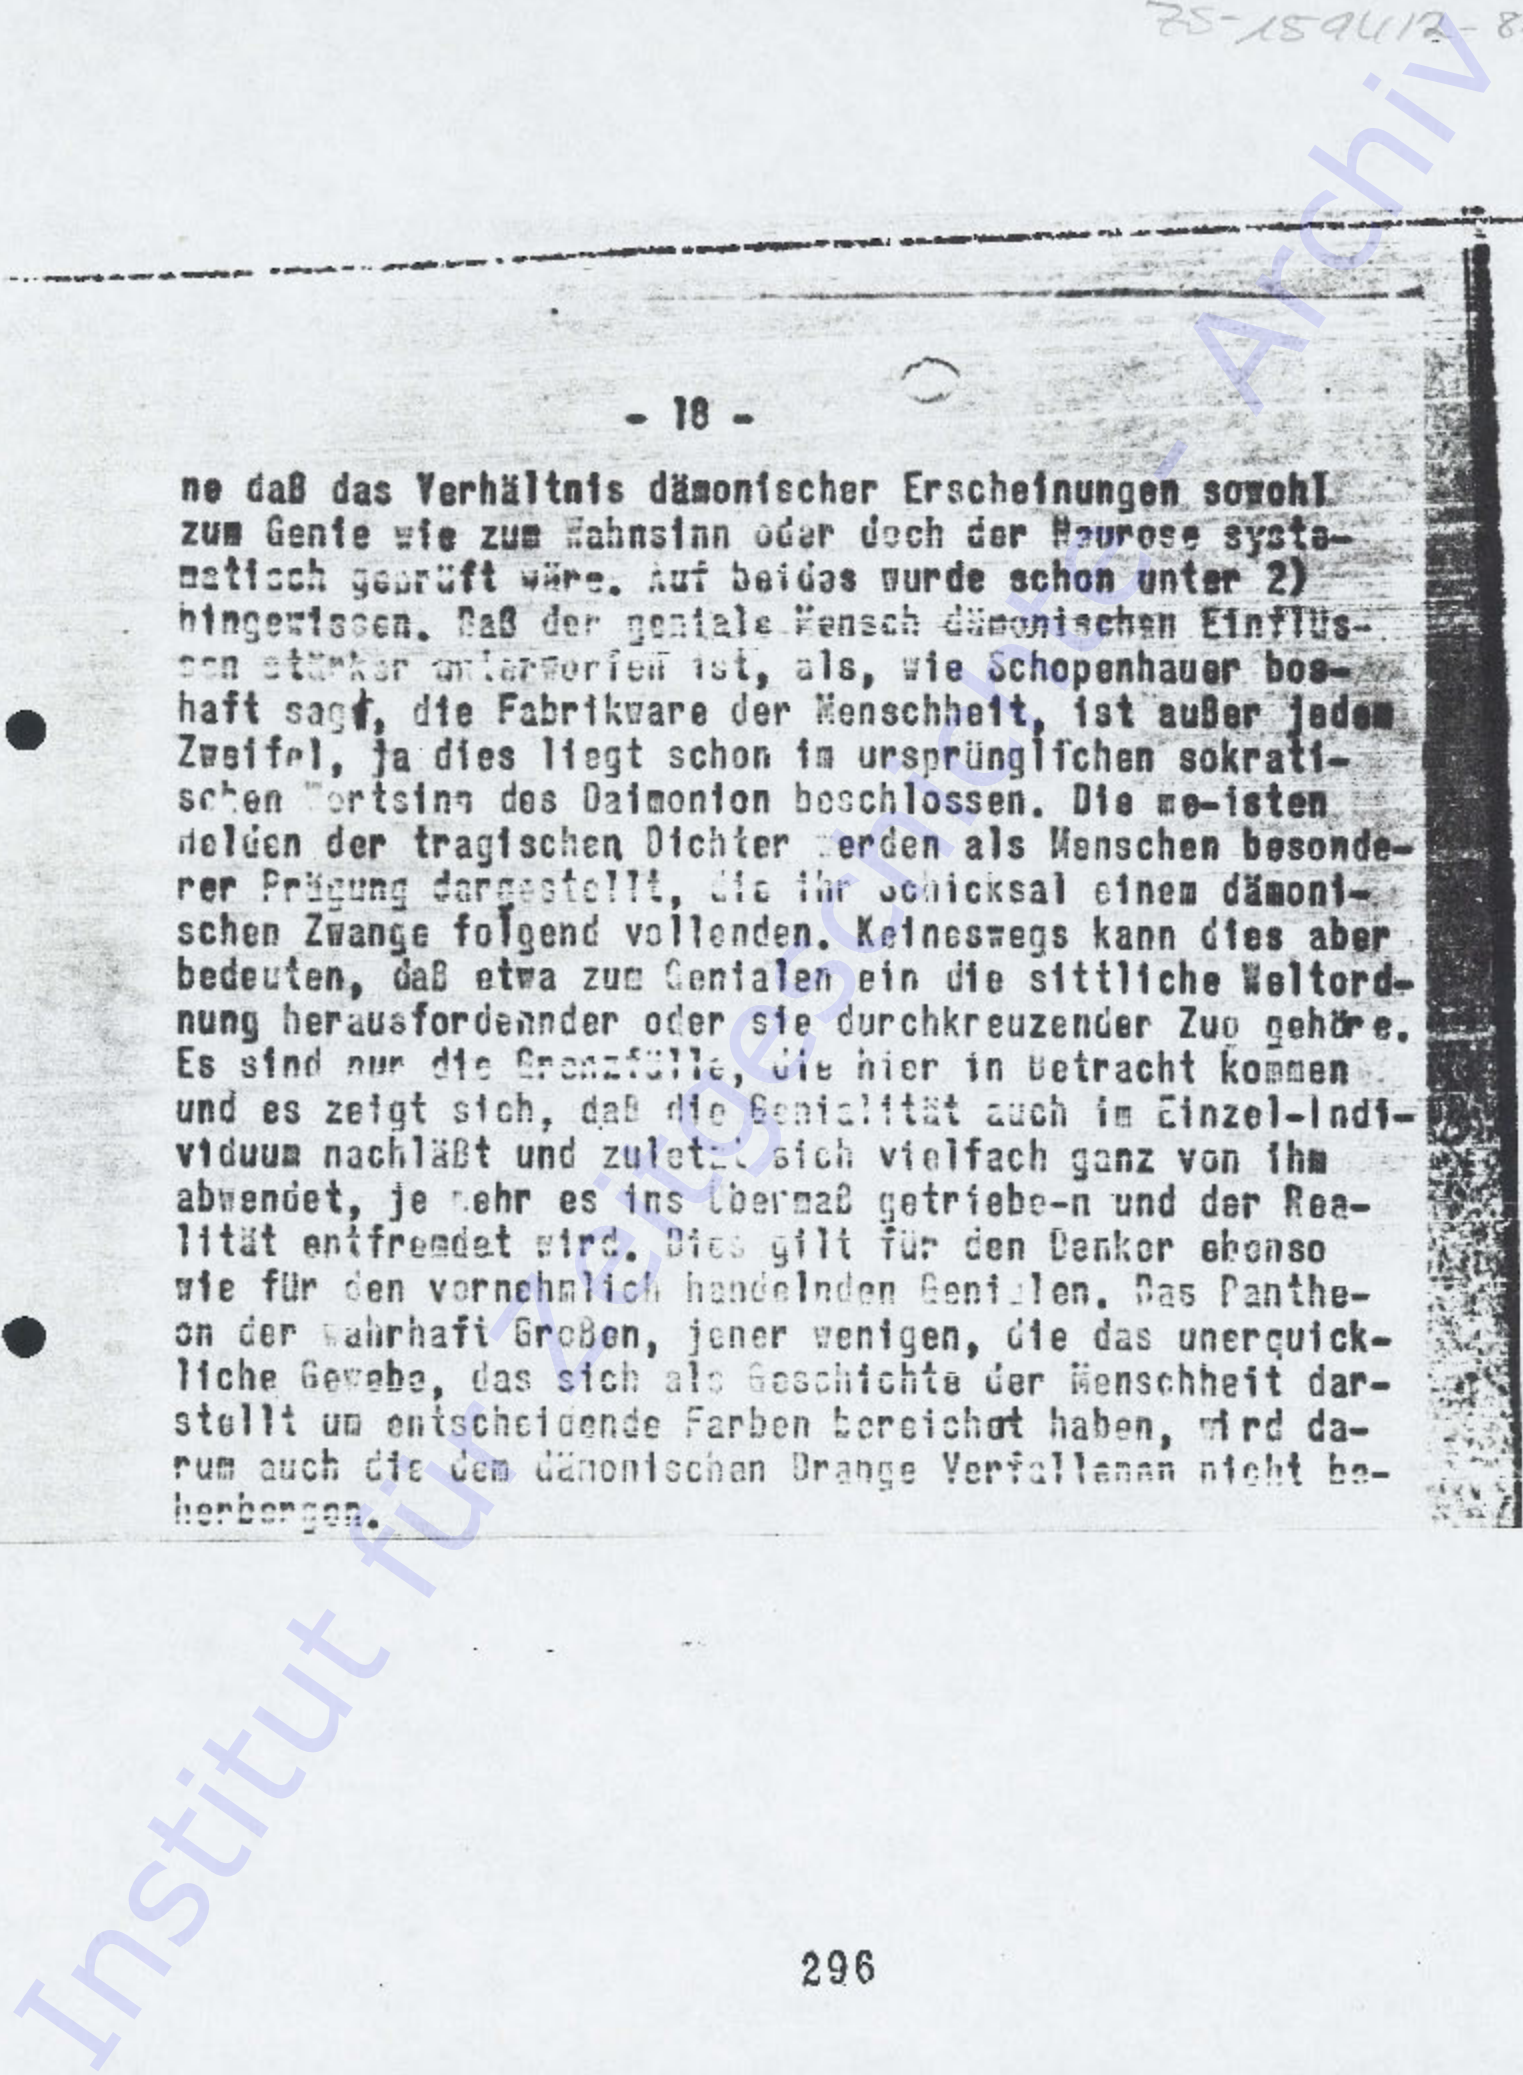 ZS-1594/2-8
- 18 -
ne daß das Verhältnis dämonischer Erscheinungen sowohl
zum Genie wie zum Wahnsinn oder doch der Neurose syste-
matisch geprüft wäre. Auf beides wurde schon unter 2)
hingewissen. Daß der geniale Mensch dämonischen Einflüs-
sen stärker unterworfen ist, als, wie Schopenhauer bos-
haft sagt, die Fabrikware der Menschheit, ist außer jedem
Zweifel, ja dies liegt schon im ursprünglichen sokrati-
schen Wortsinn des Daimonion beschlossen. Die me-isten
Helden der tragischen Dichter werden als Menschen besonde-
rer Prägung dargestellt, die ihr Schicksal einem dämoni-
schen Zwange folgend vollenden. Keineswegs kann dies aber
bedeuten, daß etwa zum Genialen ein die sittliche Weltord-
nung herausfordennder oder sie durchkreuzender Zug gehöre.
Es sind nur die Grenzfälle, die hier in Betracht kommen
und es zeigt sich, daß die Genialität auch im Einzel-Indi-
viduum nachläßt und zuletzt sich vielfach ganz von ihm
abwendet, je mehr es ins Übermaß getriebe-n und der Rea-
lität entfremdet wird. Dies gilt für den Denker ebenso
wie für den vornehmlich handelnden Genialen. Das Panthe-
on der wahrhaft Großen, jener wenigen, die das unerquick-
liche Gewebe, das sich als Geschichte der Menschheit dar-
stellt um entscheidende Farben bereichet haben, wird da-
rum auch die dem dämonischen Drange Verfallenen nicht be-
herbergen.
296
Institut für Zeitgeschichte - Archiv